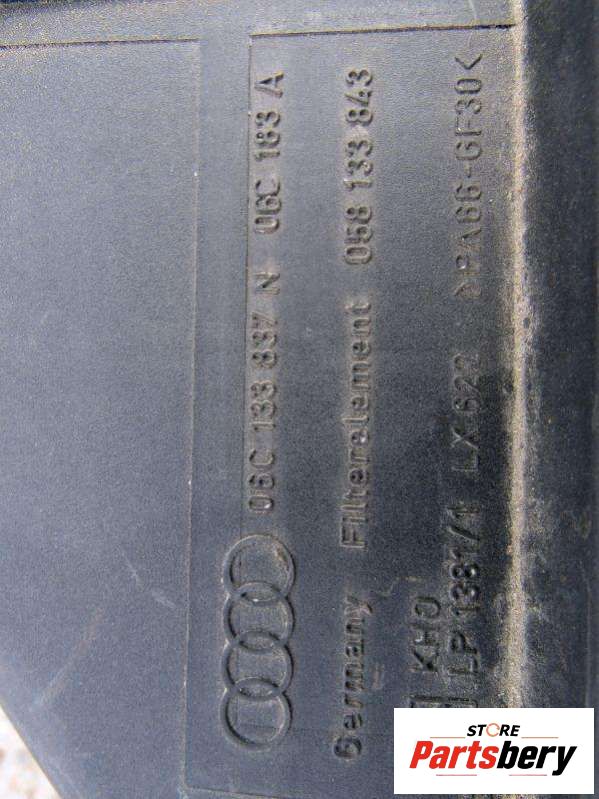 06C 133 837 N 06C 183 A
Germany Filterelement 058 133 843
KHO
LP 1381/1 LX 622 >PA66-GF30<
STORE
Partsbery